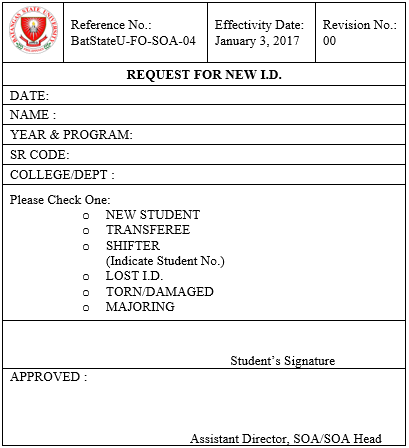 BATANGAS STATE UNIVERSITY
Reference No.:
BatStateU-FO-SOA-04
Effectivity Date:
January 3, 2017
Revision No.:
00
REQUEST FOR NEW I.D.
DATE:
NAME :
YEAR & PROGRAM:
SR CODE:
COLLEGE/DEPT :
Please Check One:
o NEW STUDENT
o TRANSFEREE
o SHIFTER
(Indicate Student No.)
o LOST I.D.
o TORN/DAMAGED
o MAJORING
Student’s Signature
APPROVED :
Assistant Director, SOA/SOA Head